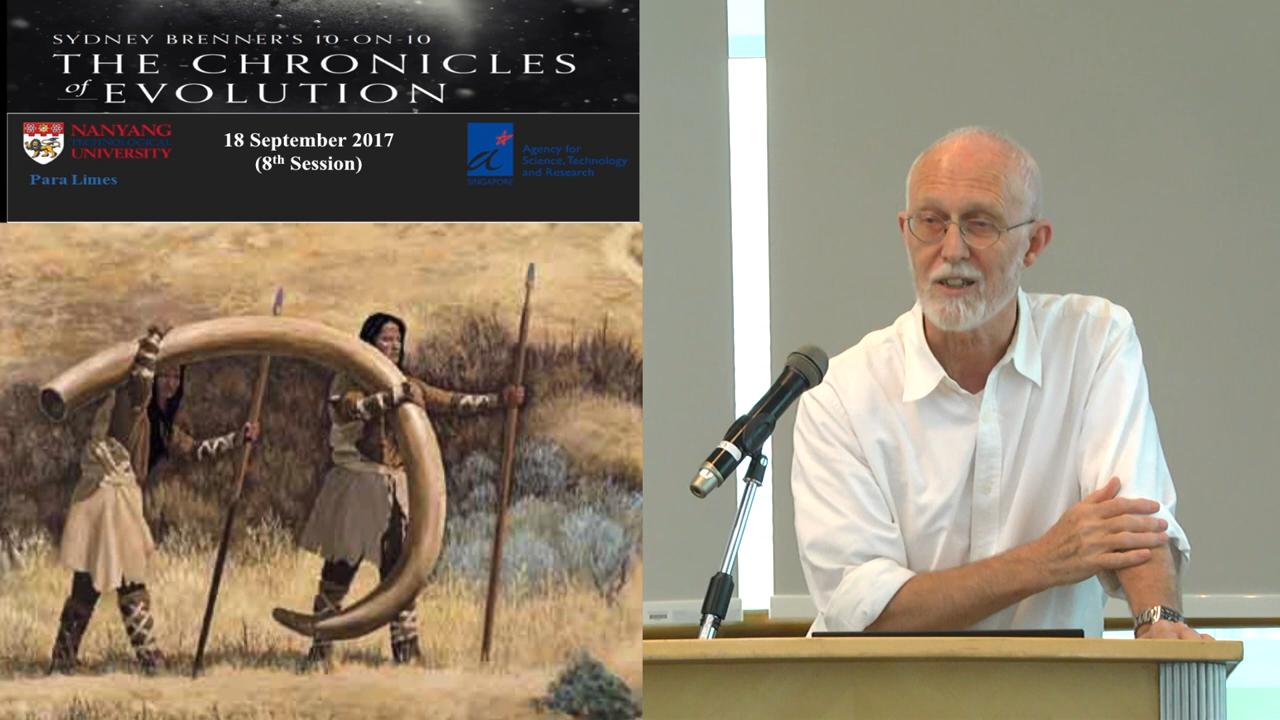 SYDNEY BRENNER'S 10-ON-10
THE CHRONICLES
of EVOLUTION
NANYANG
TECHNOLOGICAL
UNIVERSITY
Para Limes
18 September 2017
(8th Session)
SINGAPORE
Agency for
Science, Technology
and Research